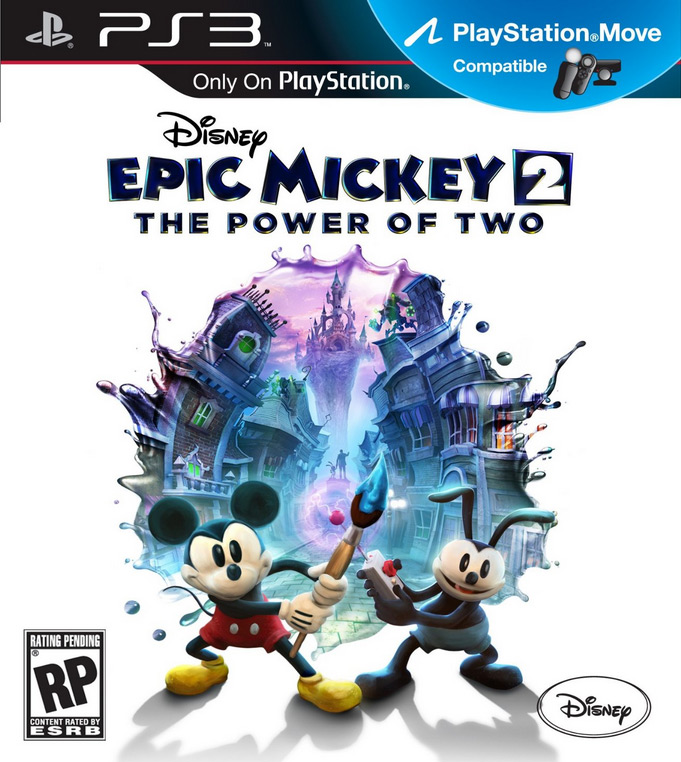 PS3™
PlayStation®Move
Compatible
Only On PlayStation®
Disney
EPIC MICKEY 2
THE POWER OF TWO
RATING PENDING
RP
®
CONTENT RATED BY
ESRB
Disney